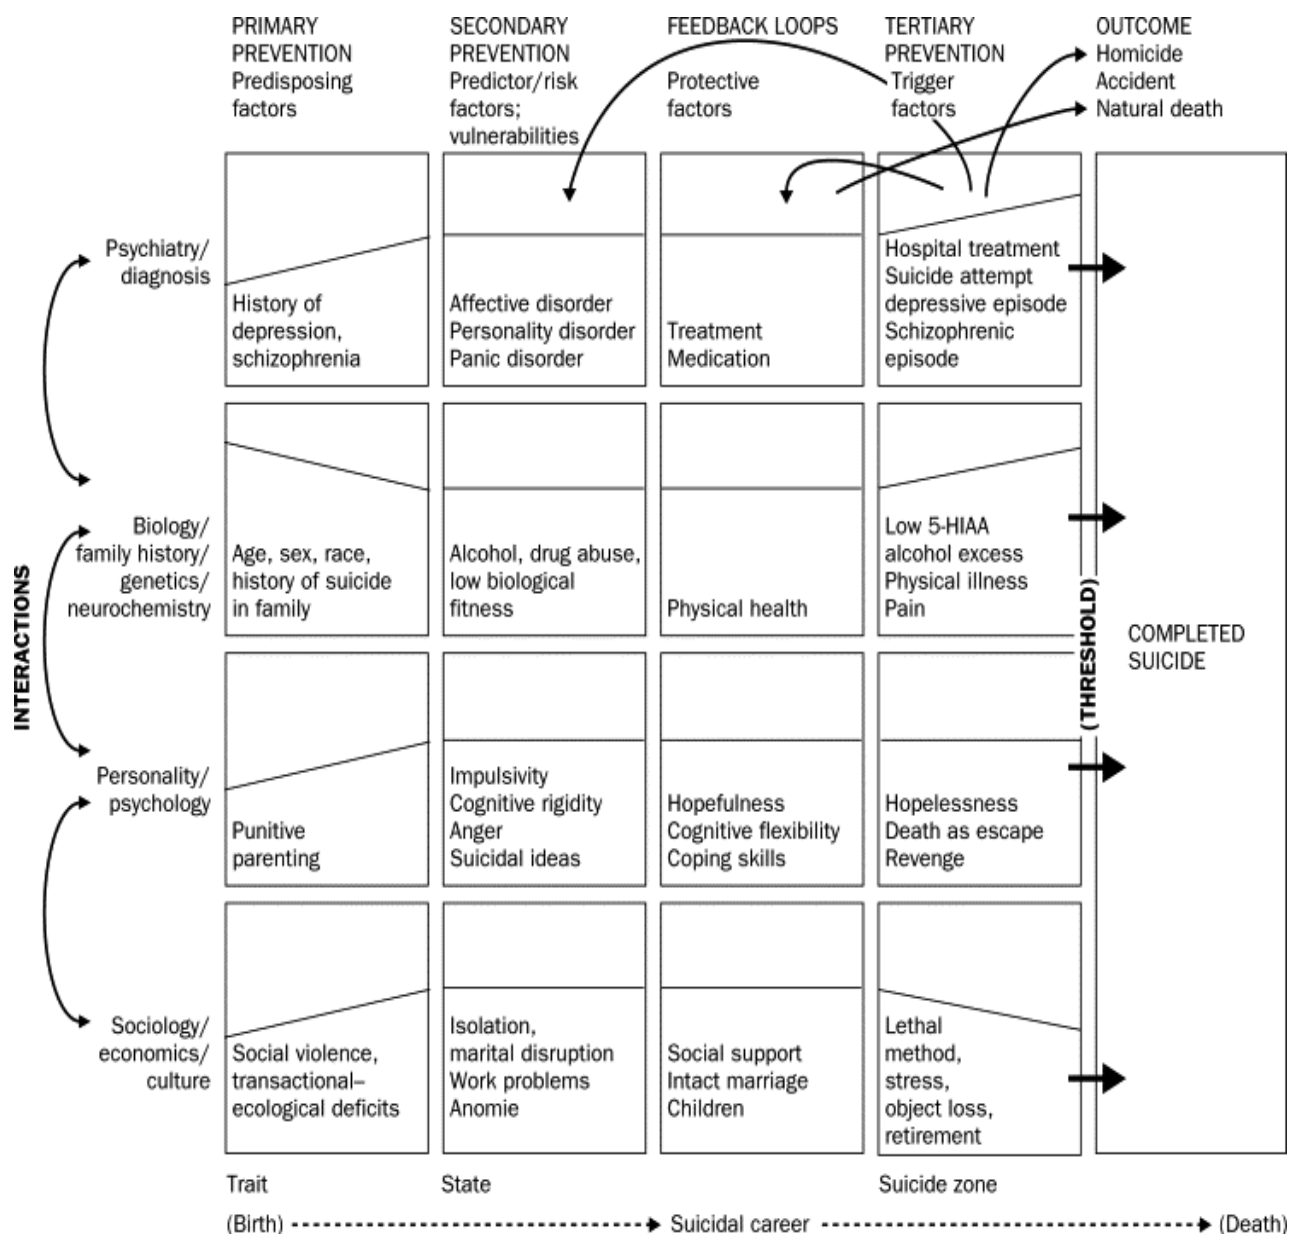 PRIMARY
PREVENTION
Predisposing
factors
SECONDARY
PREVENTION
Predictor/risk
factors;
vulnerabilities
FEEDBACK LOOPS
Protective
factors
TERTIARY
PREVENTION
Trigger
factors
OUTCOME
Homicide
Accident
Natural death
INTERACTIONS
Psychiatry/
diagnosis
History of
depression,
schizophrenia
Affective disorder
Personality disorder
Panic disorder
Treatment
Medication
Hospital treatment
Suicide attempt
depressive episode
Schizophrenic
episode
Biology/
family history/
genetics/
neurochemistry
Age, sex, race,
history of suicide
in family
Alcohol, drug abuse,
low biological
fitness
Physical health
Low 5-HIAA
alcohol excess
Physical illness
Pain
(THRESHOLD)
COMPLETED
SUICIDE
Personality/
psychology
Punitive
parenting
Impulsivity
Cognitive rigidity
Anger
Suicidal ideas
Hopefulness
Cognitive flexibility
Coping skills
Hopelessness
Death as escape
Revenge
Sociology/
economics/
culture
Social violence,
transactional–
ecological deficits
Isolation,
marital disruption
Work problems
Anomie
Social support
Intact marriage
Children
Lethal
method,
stress,
object loss,
retirement
Trait
State
Suicide zone
(Birth)
Suicidal career
(Death)